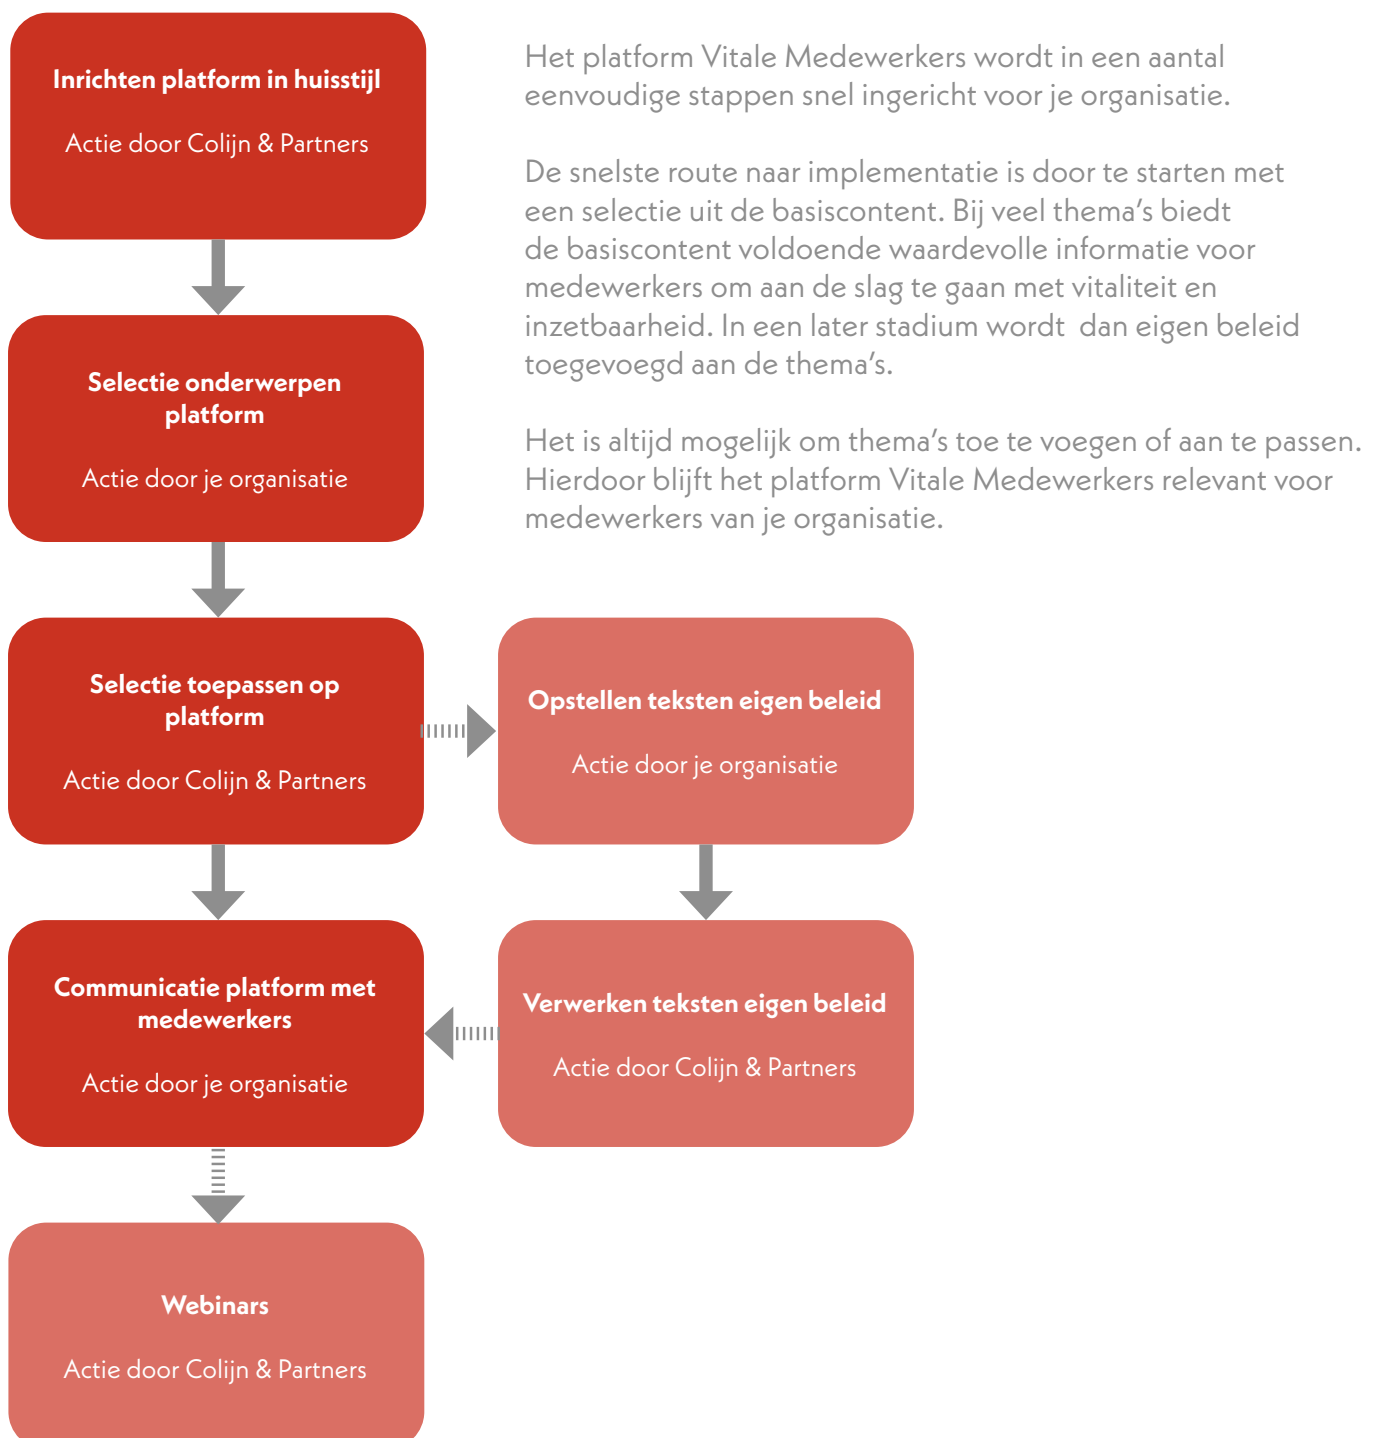 Inrichten platform in huisstijl
Actie door Colijn & Partners
Het platform Vitale Medewerkers wordt in een aantal
eenvoudige stappen snel ingericht voor je organisatie.
De snelste route naar implementatie is door te starten met
een selectie uit de basiscontent. Bij veel thema's biedt
de basiscontent voldoende waardevolle informatie voor
medewerkers om aan de slag te gaan met vitaliteit en
inzetbaarheid. In een later stadium wordt  dan eigen beleid
toegevoegd aan de thema's.
Het is altijd mogelijk om thema's toe te voegen of aan te passen.
Hierdoor blijft het platform Vitale Medewerkers relevant voor
medewerkers van je organisatie.
Selectie onderwerpen
platform
Actie door je organisatie
Selectie toepassen op
platform
Actie door Colijn & Partners
Opstellen teksten eigen beleid
Actie door je organisatie
Verwerken teksten eigen beleid
Actie door Colijn & Partners
Communicatie platform met
medewerkers
Actie door je organisatie
Webinars
Actie door Colijn & Partners